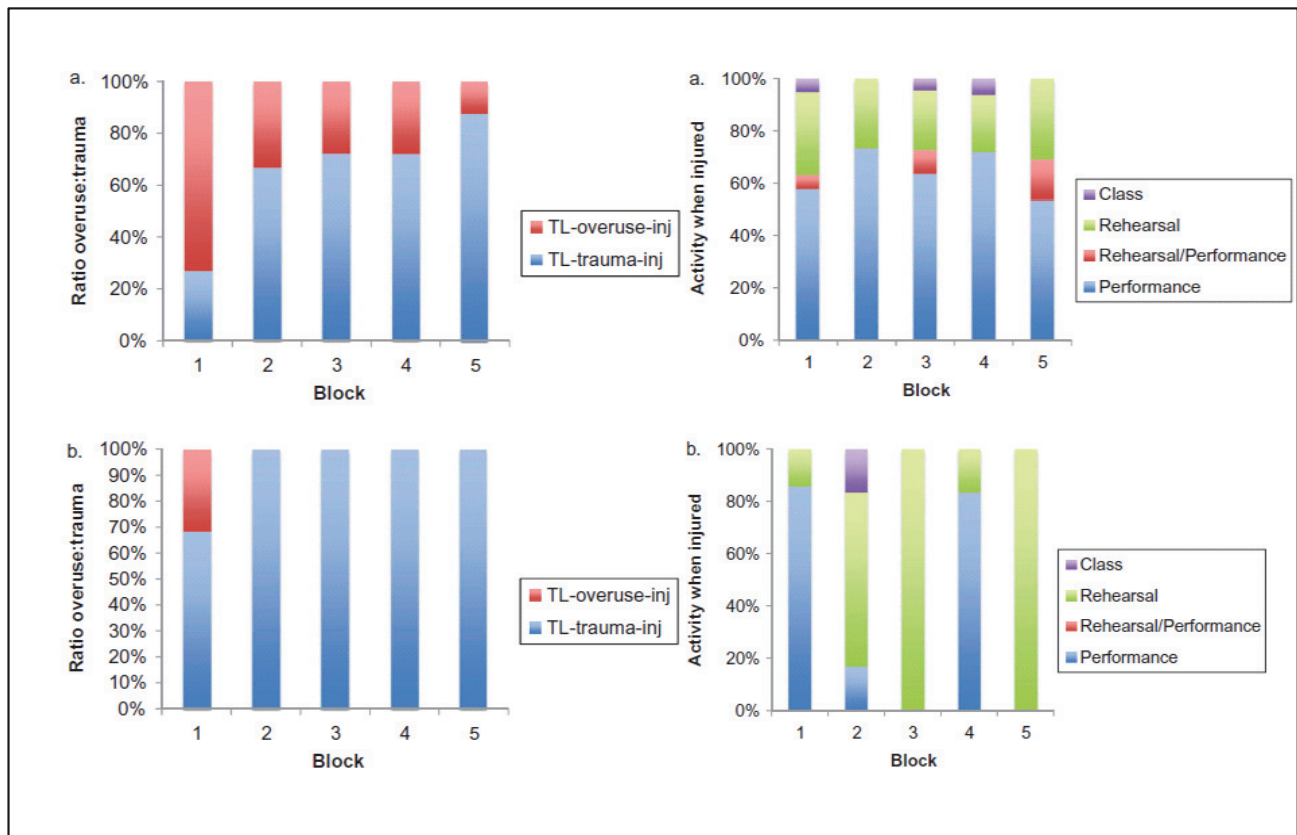 a.
Ratio overuse:trauma
100%
80%
60%
40%
20%
0%
1 2 3 4 5
Block
TL-overuse-inj
TL-trauma-inj
a.
Activity when injured
100%
80%
60%
40%
20%
0%
1 2 3 4 5
Block
Class
Rehearsal
Rehearsal/Performance
Performance
b.
Ratio overuse:trauma
100%
90%
80%
70%
60%
50%
40%
30%
20%
10%
0%
1 2 3 4 5
Block
TL-overuse-inj
TL-trauma-inj
b.
Activity when injured
100%
80%
60%
40%
20%
0%
1 2 3 4 5
Block
Class
Rehearsal
Rehearsal/Performance
Performance